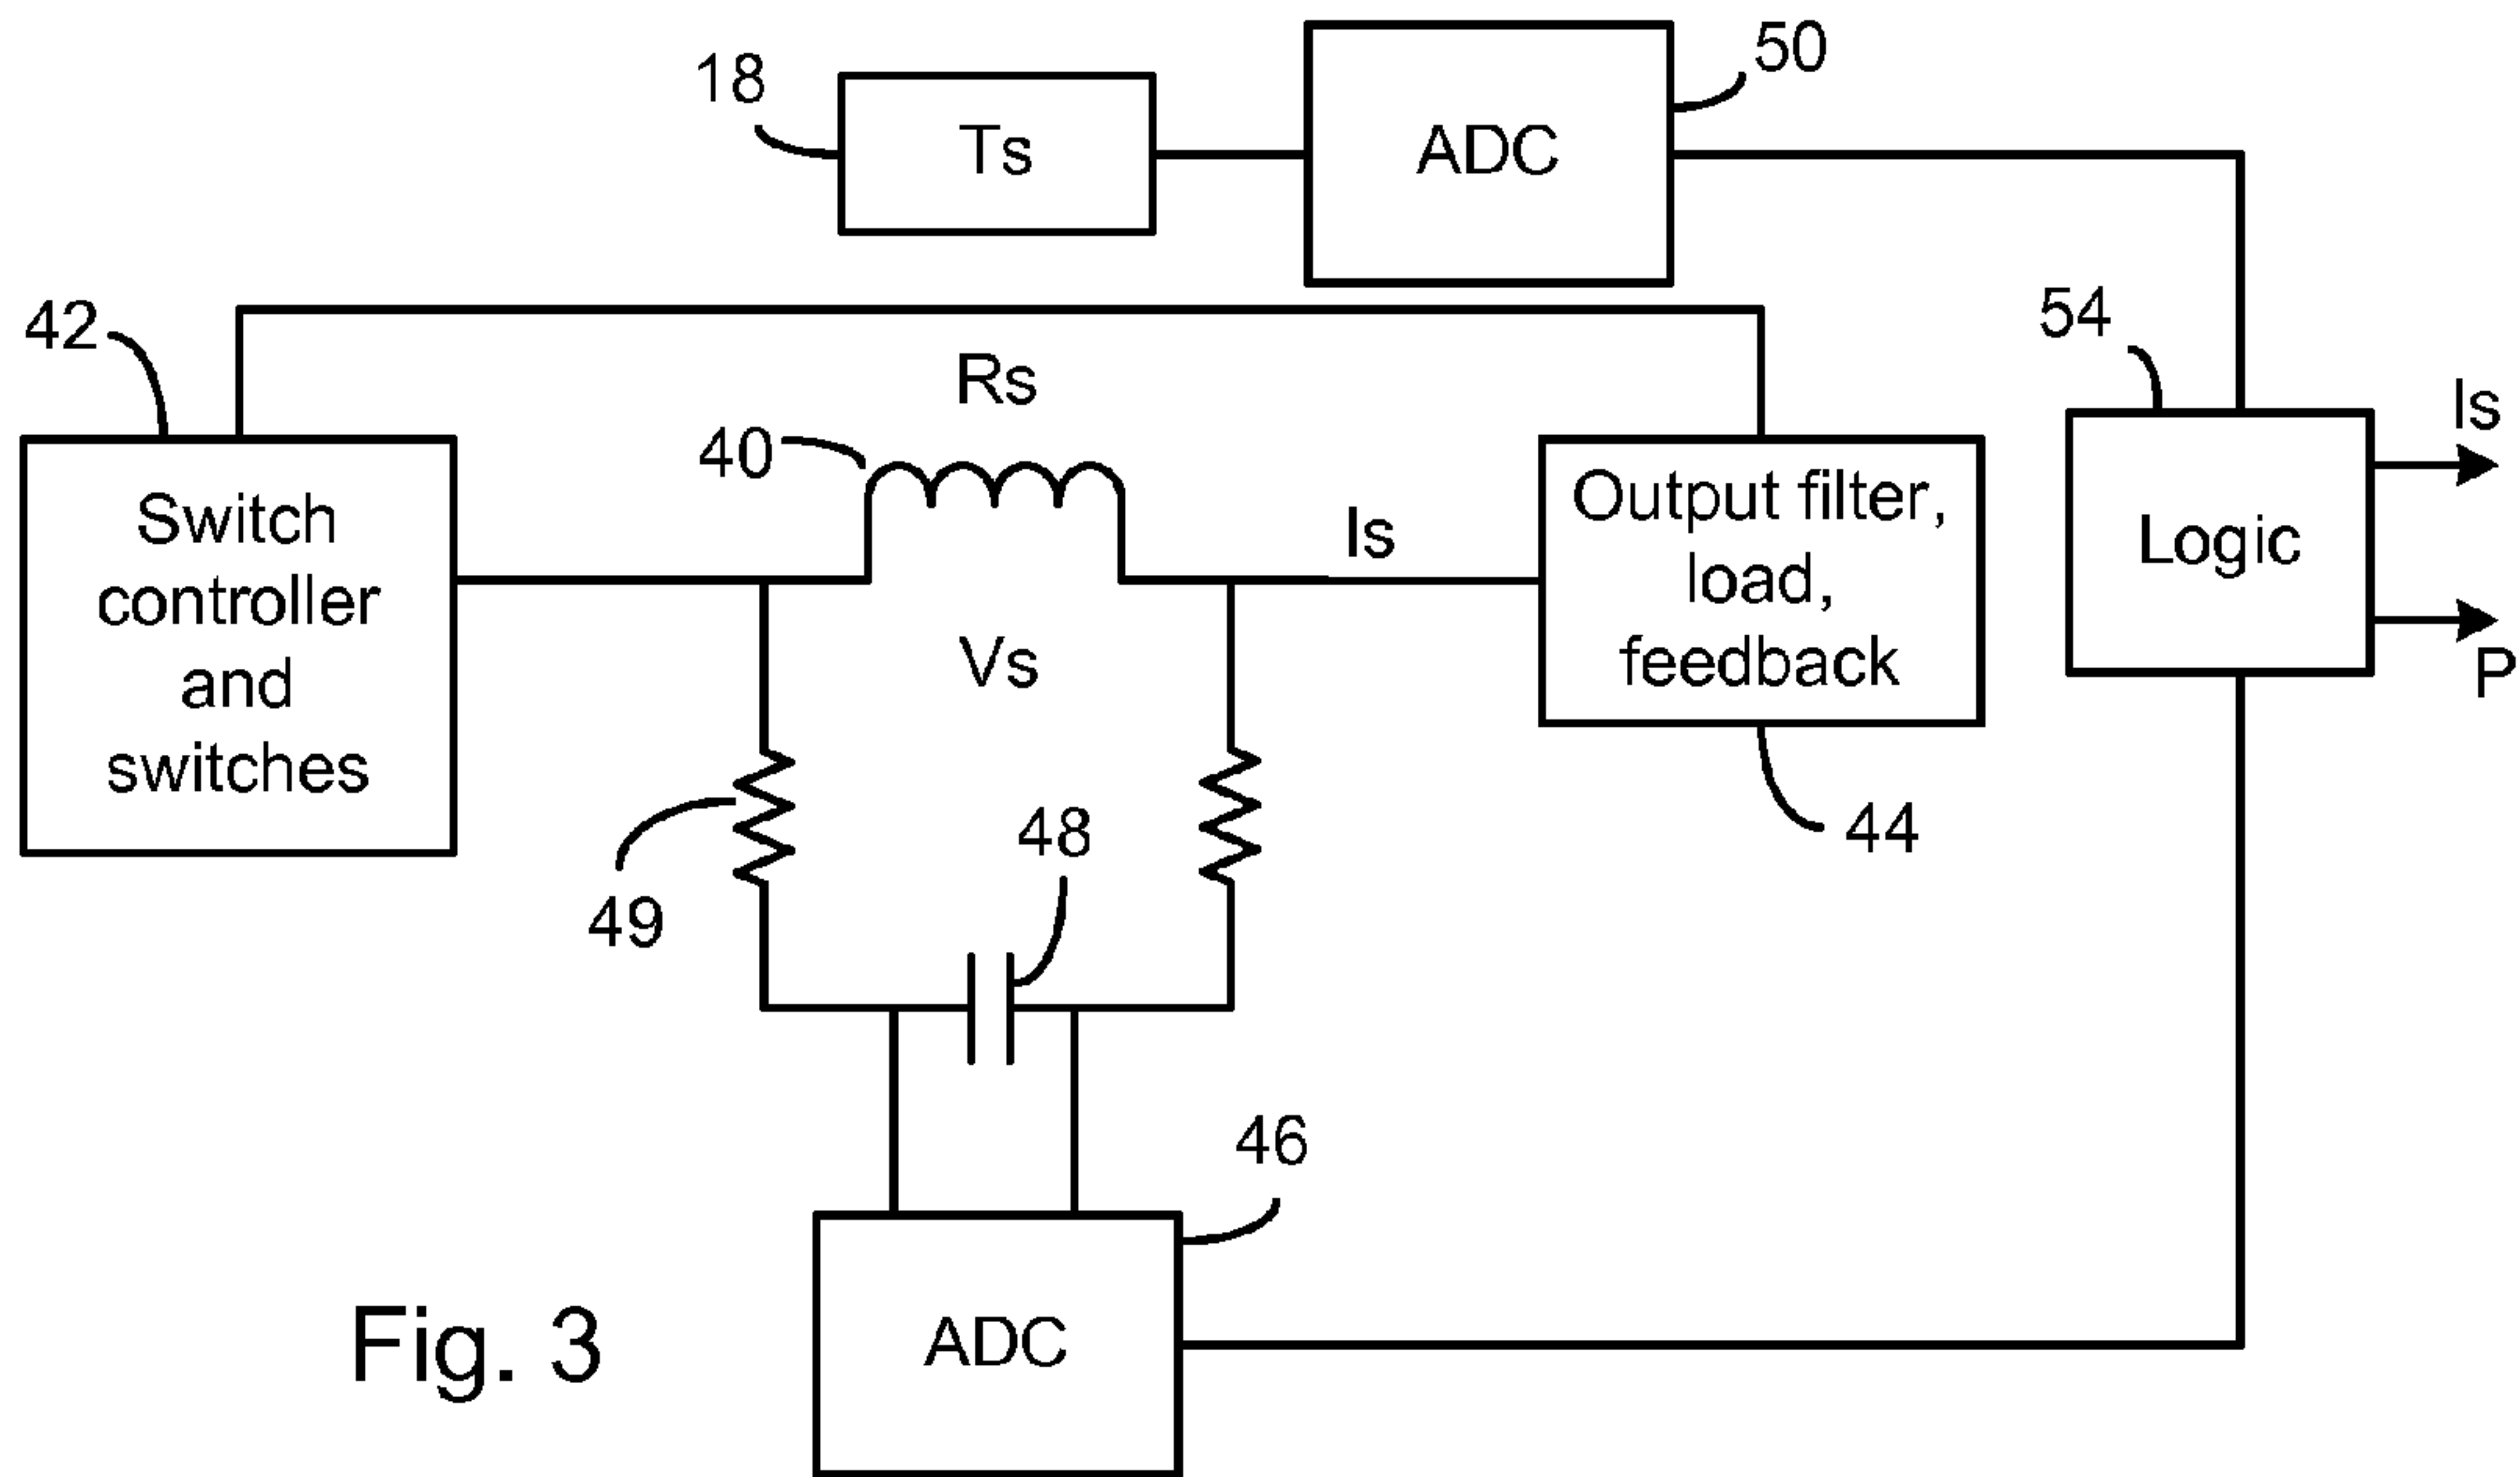 18
Ts
ADC
50
42
Rs
40
54
Is
Switch
controller
and
switches
Is
Output filter,
load,
feedback
Logic
P
Vs
49
48
44
46
ADC
Fig. 3